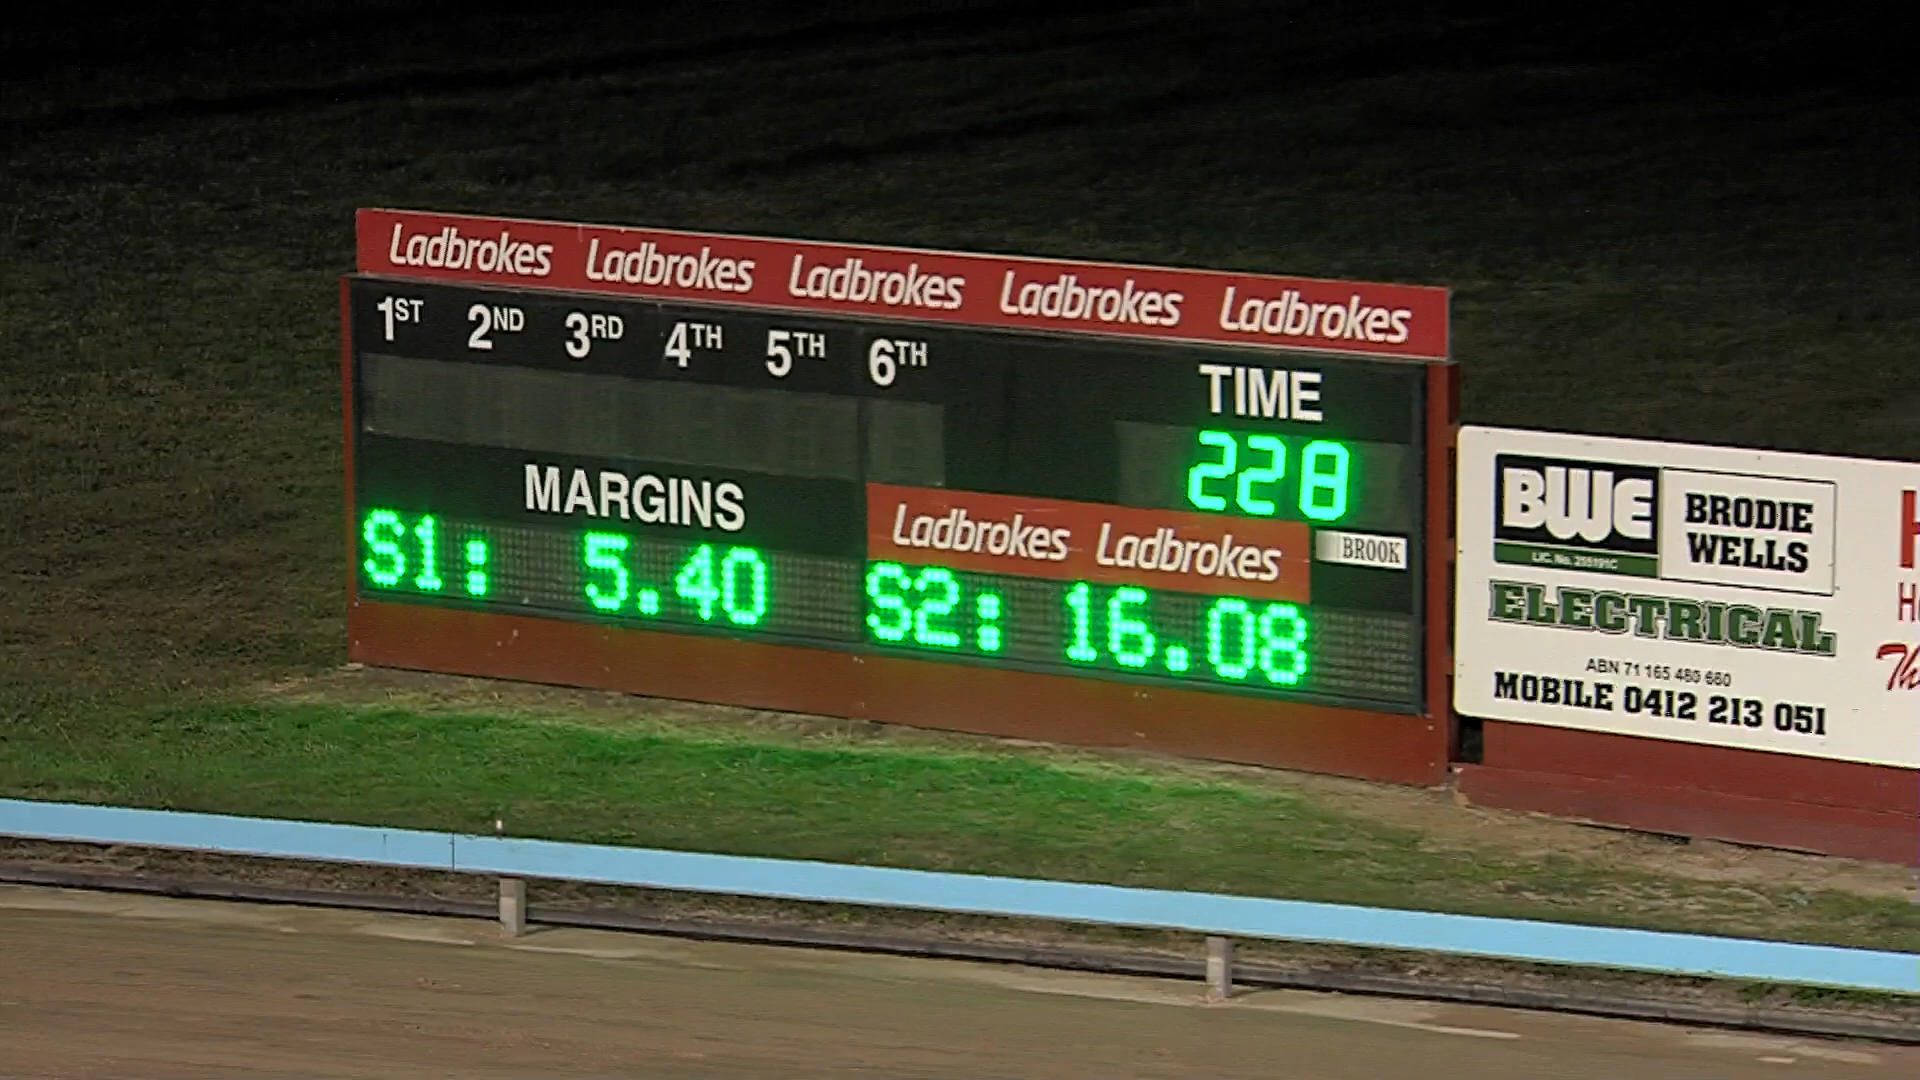 Ladbrokes Ladbrokes Ladbrokes Ladbrokes Ladbrokes
1ST 2ND 3RD 4TH 5TH 6TH
TIME
228
MARGINS
Ladbrokes Ladbrokes
BROOK
S1: 5.40 S2: 16.08
BWE
BRODIE
WELLS
ELECTRICAL
ABN 71 165 480 660
MOBILE 0412 213 051